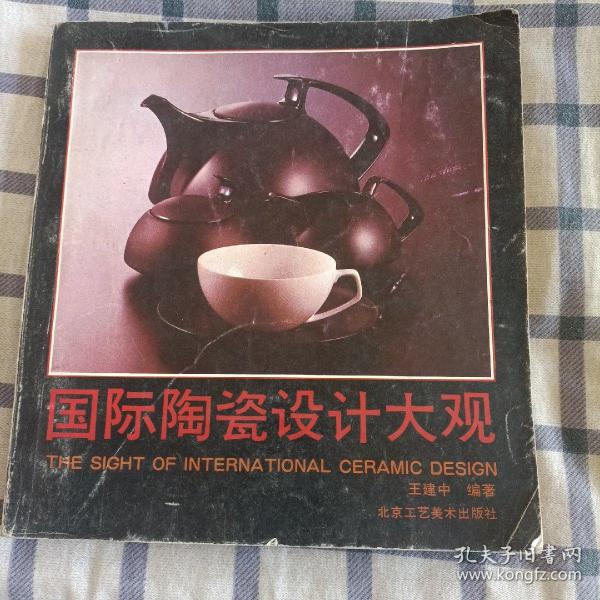 国际陶瓷设计大观
THE SIGHT OF INTERNATIONAL CERAMIC DESIGN
王建中 编著
北京工艺美术出版社
孔夫子旧书网
www.kongfz.com